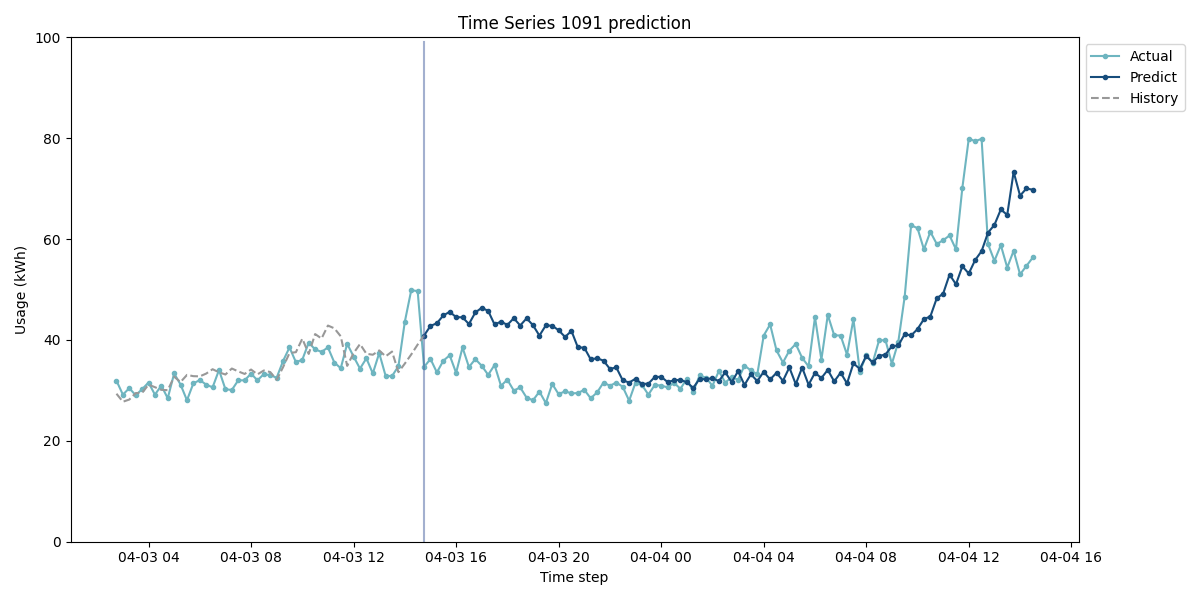 Time Series 1091 prediction
100
80
60
40
20
0
Usage (kWh)
04-03 04
04-03 08
04-03 12
04-03 16
04-03 20
04-04 00
04-04 04
04-04 08
04-04 12
04-04 16
Time step
Actual
Predict
History